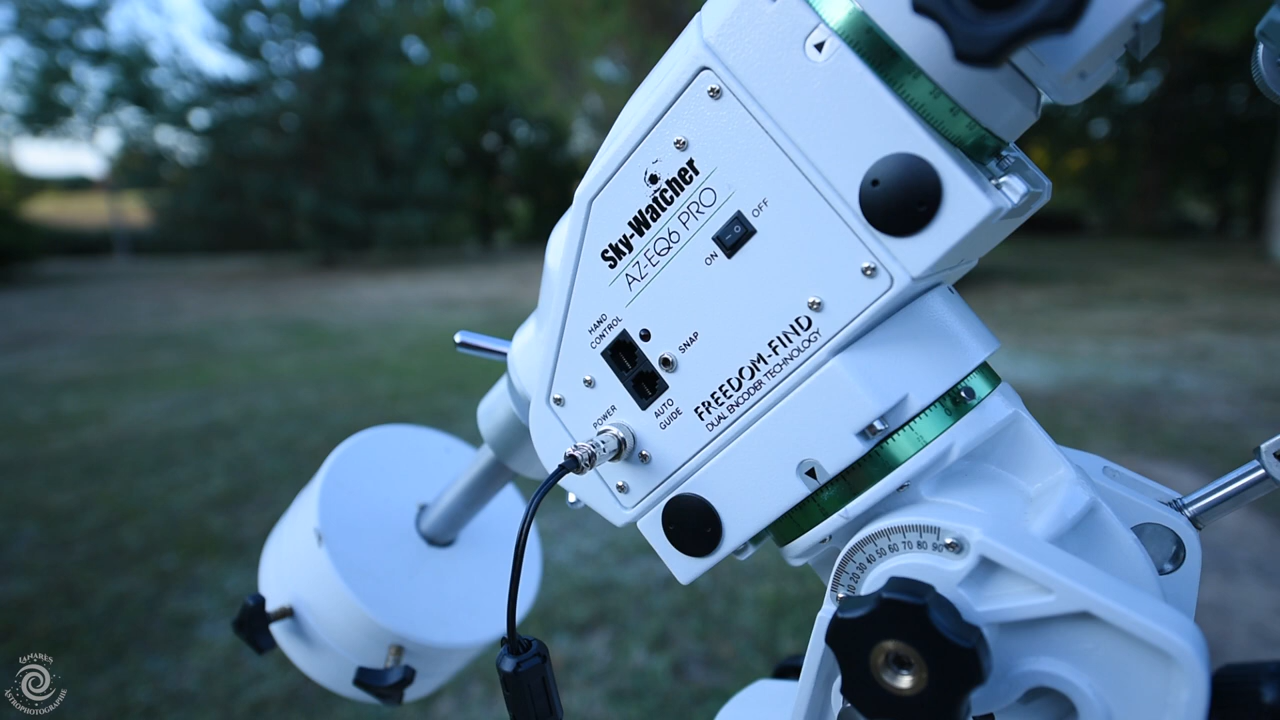 Sky-Watcher
AZ-EQ6 PRO
OFF
ON
HAND
CONTROL
SNAP
AUTO
GUIDE
POWER
FREEDOM-FIND
DUAL ENCODER TECHNOLOGY
10 20 30 40 50 60 70 80 90
ASTROPHOTOGRAPHIE